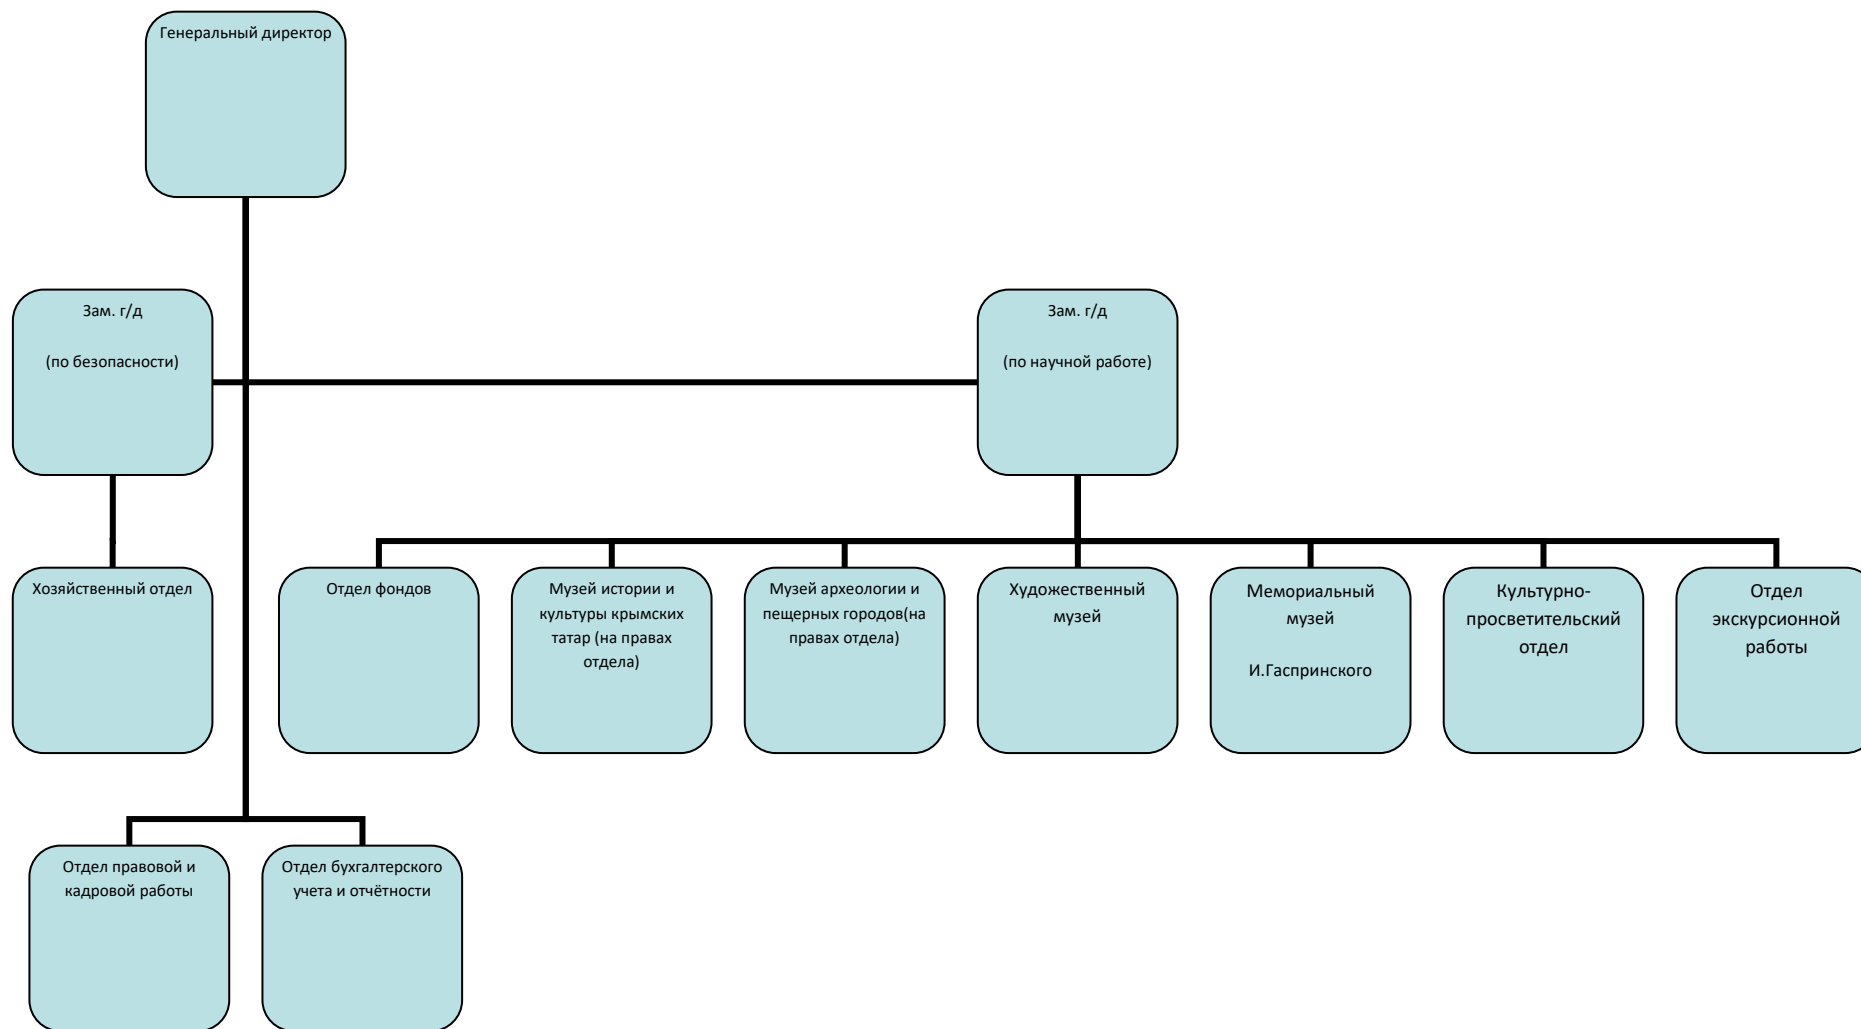 Генеральный директор
Зам. г/д
(по безопасности)
Зам. г/д
(по научной работе)
Хозяйственный отдел
Отдел фондов
Музей истории и
культуры крымских
татар (на правах
отдела)
Музей археологии и
пещерных городов(на
правах отдела)
Художественный
музей
Мемориальный
музей
И.Гаспринского
Культурно-
просветительский
отдел
Отдел
экскурсионной
работы
Отдел правовой и
кадровой работы
Отдел бухгалтерского
учета и отчётности